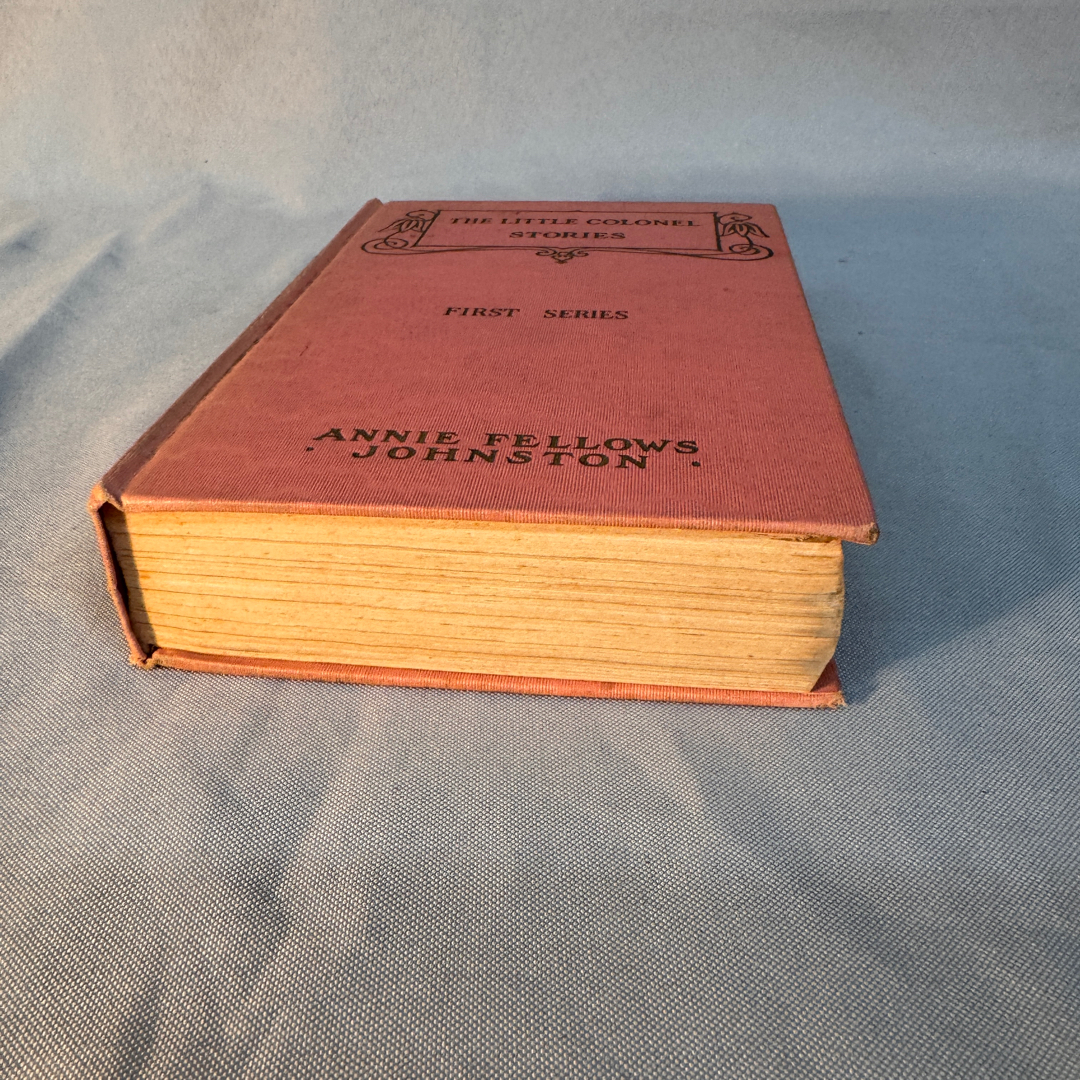 THE LITTLE COLONEL
STORIES
FIRST SERIES
ANNIE FELLOWS
· JOHNSTON ·